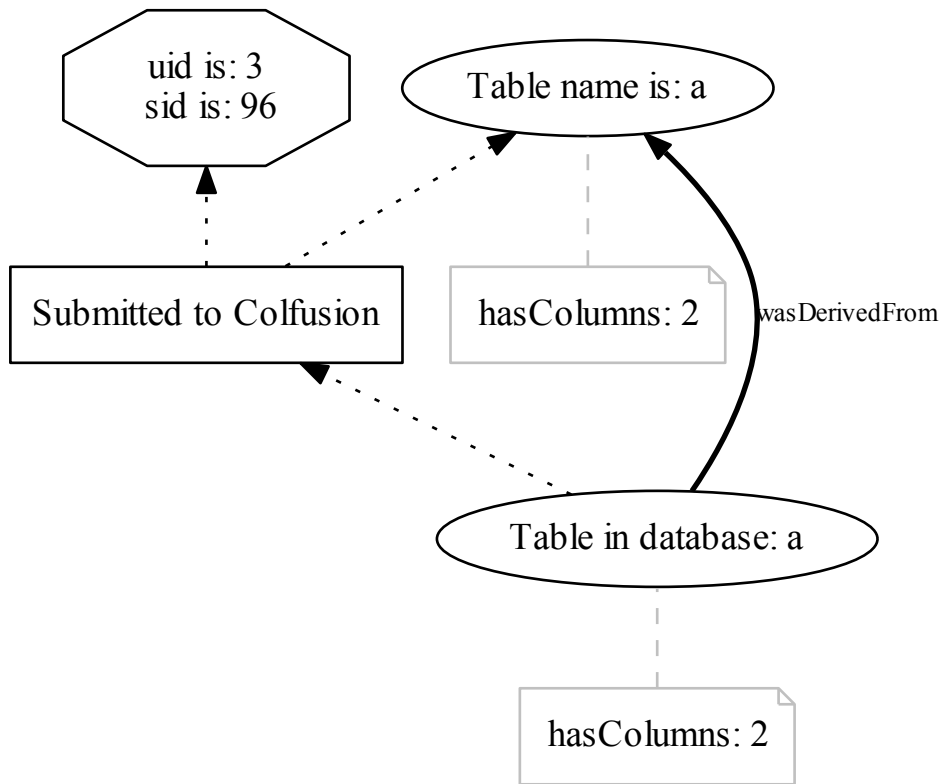 uid is: 3
sid is: 96
Table name is: a
Submitted to Colfusion
hasColumns: 2
wasDerivedFrom
Table in database: a
hasColumns: 2